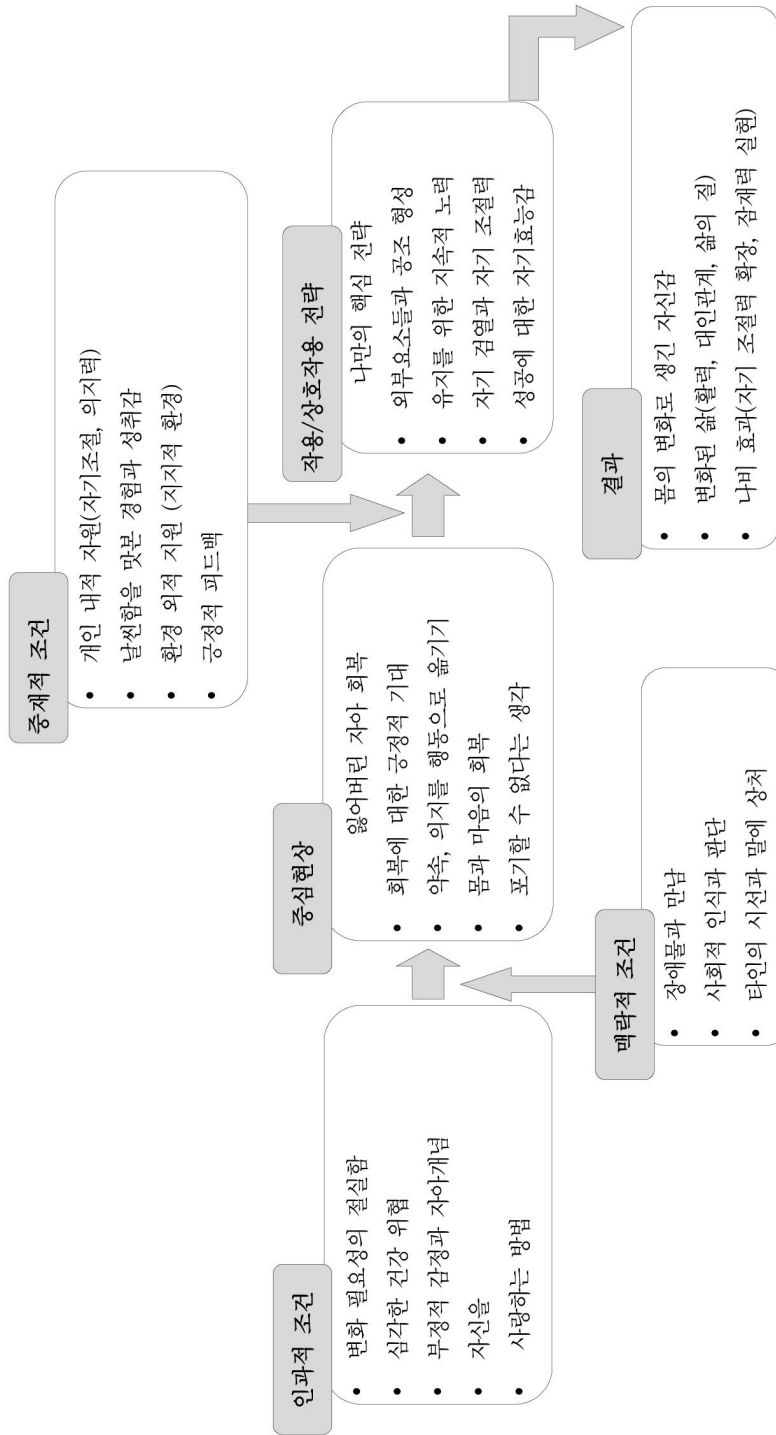 중재적 조건
• 개인 내적 자원(자기조절, 의지력)
• 날씬함을 맛본 경험과 성취감
• 환경 외적 지원 (지지적 환경)
• 긍정적 피드백
인과적 조건
• 변화 필요성의 절실함
• 심각한 건강 위협
• 부정적 감정과 자아개념
• 자신을
• 사랑하는 방법
중심현상
잃어버린 자아 회복
• 회복에 대한 긍정적 기대
• 약속, 의지를 행동으로 옮기기
• 몸과 마음의 회복
• 포기할 수 없다는 생각
작용/상호작용 전략
나만의 핵심 전략
• 외부요소들과 공조 형성
• 유지를 위한 지속적 노력
• 자기 검열과 자기 조절력
• 성공에 대한 자기효능감
맥락적 조건
• 장애물과 만남
• 사회적 인식과 판단
• 타인의 시선과 말에 상처
결과
• 몸의 변화로 생긴 자신감
• 변화된 삶(활력, 대인관계, 삶의 질)
• 나비 효과(자기 조절력 확장, 잠재력 실현)